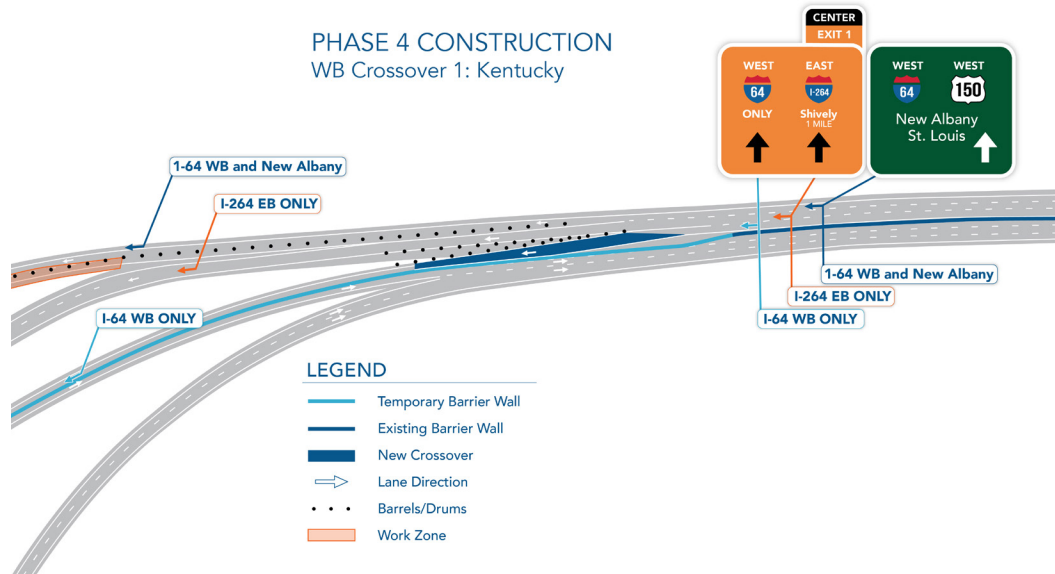 PHASE 4 CONSTRUCTION
WB Crossover 1: Kentucky
CENTER
EXIT 1
WEST
64
ONLY
EAST
I-264
Shively
1 MILE
WEST
64
WEST
150
New Albany
St. Louis
1-64 WB and New Albany
I-264 EB ONLY
I-64 WB ONLY
1-64 WB and New Albany
I-264 EB ONLY
I-64 WB ONLY
LEGEND
Temporary Barrier Wall
Existing Barrier Wall
New Crossover
Lane Direction
Barrels/Drums
Work Zone